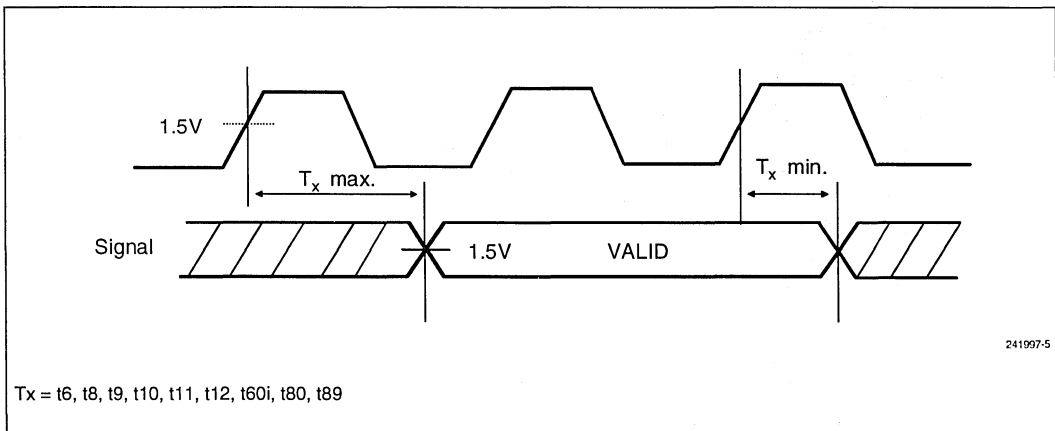 1.5V
Tx max.
Tx min.
Signal
1.5V
VALID
241997-5
Tx = t6, t8, t9, t10, t11, t12, t60i, t80, t89